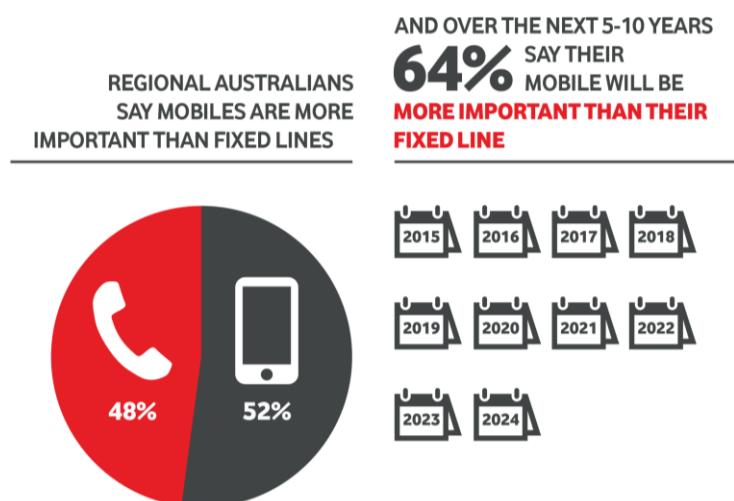 REGIONAL AUSTRALIANS
SAY MOBILES ARE MORE
IMPORTANT THAN FIXED LINES
48%
52%
AND OVER THE NEXT 5-10 YEARS
64% SAY THEIR
MOBILE WILL BE
MORE IMPORTANT THAN THEIR
FIXED LINE
2015 2016 2017 2018
2019 2020 2021 2022
2023 2024